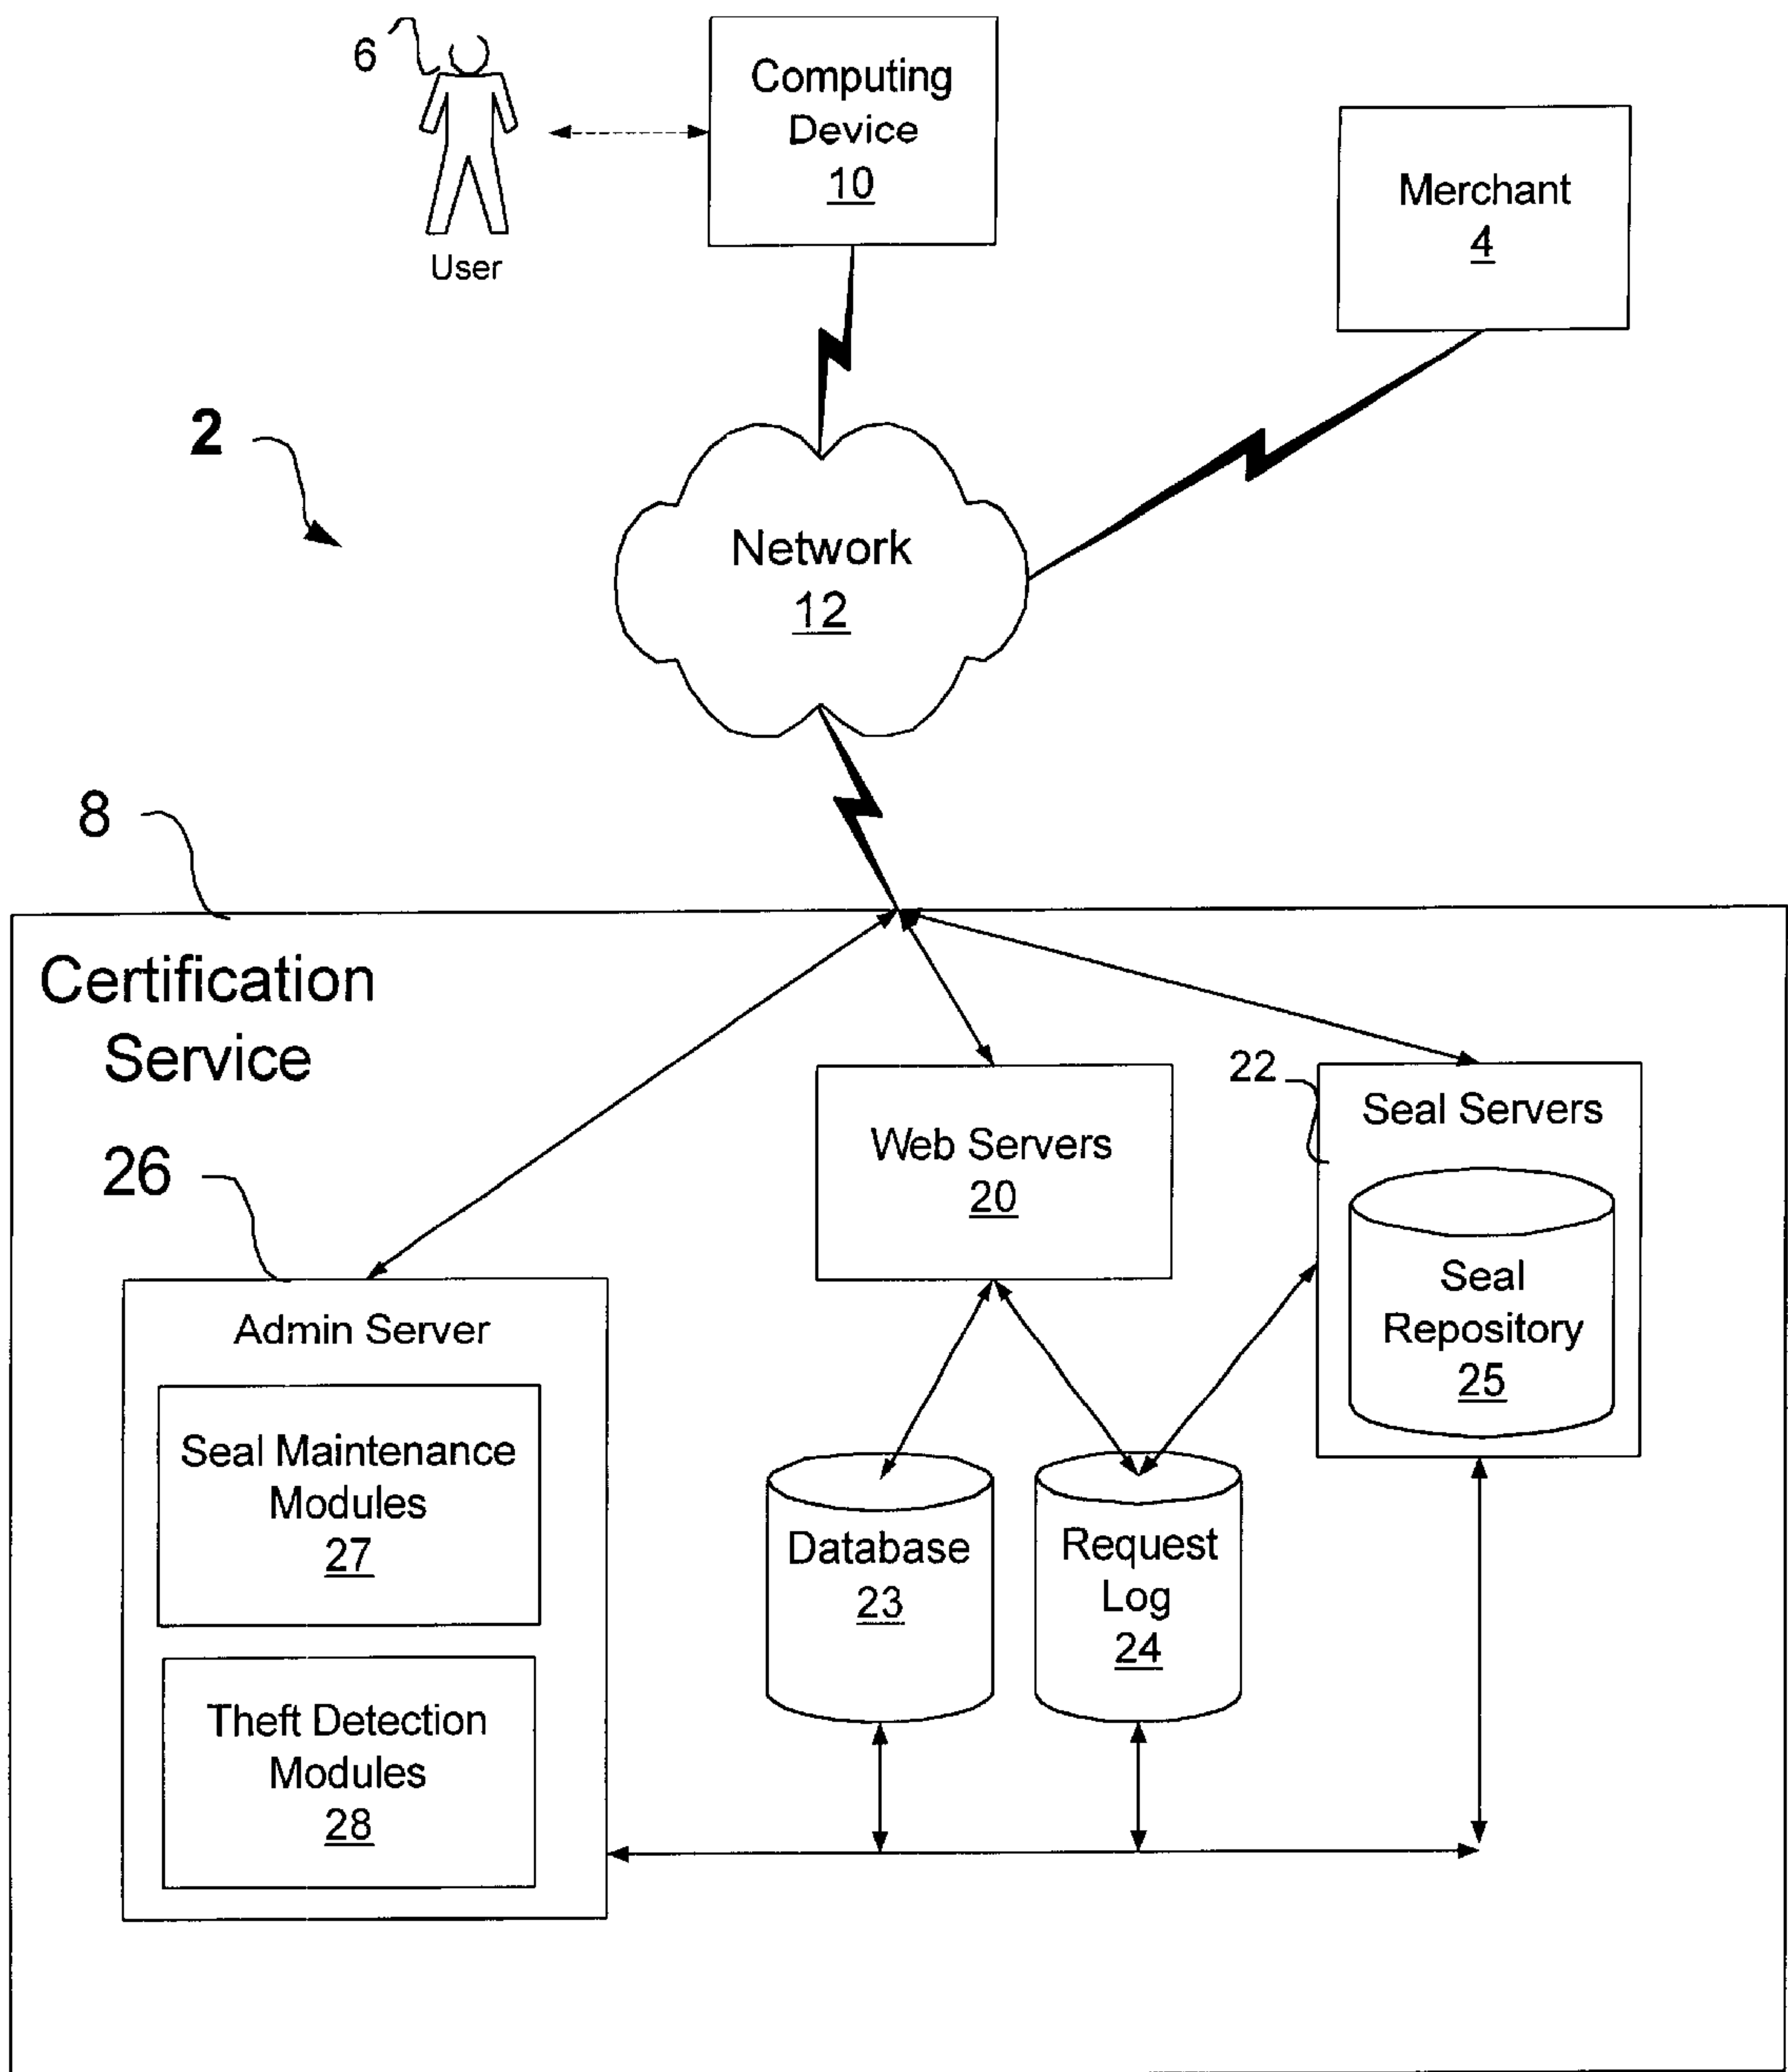 6
User
Computing
Device
10
Merchant
4
2
Network
12
8
Certification
Service
26
Admin Server
Seal Maintenance
Modules
27
Theft Detection
Modules
28
Web Servers
20
22
Seal Servers
Seal
Repository
25
Database
23
Request
Log
24